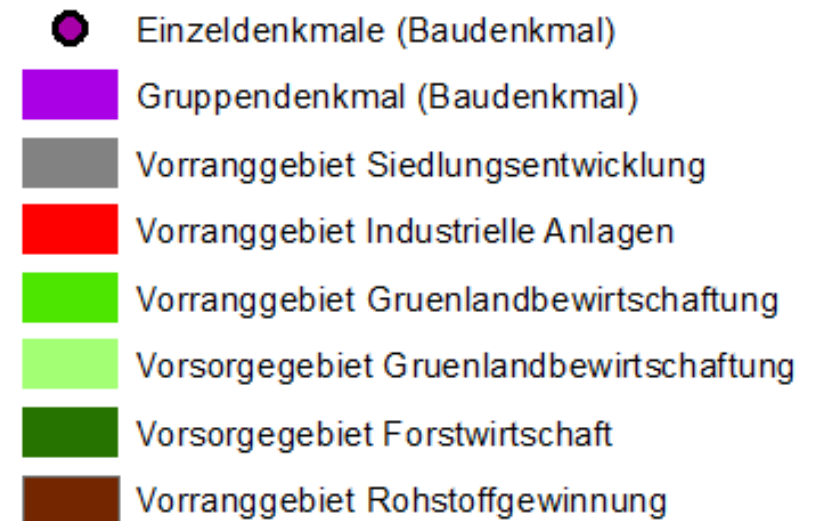 Einzeldenkmale (Baudenkmal)
Gruppendenkmal (Baudenkmal)
Vorranggebiet Siedlungsentwicklung
Vorranggebiet Industrielle Anlagen
Vorranggebiet Gruenlandbewirtschaftung
Vorsorgegebiet Gruenlandbewirtschaftung
Vorsorgegebiet Forstwirtschaft
Vorranggebiet Rohstoffgewinnung